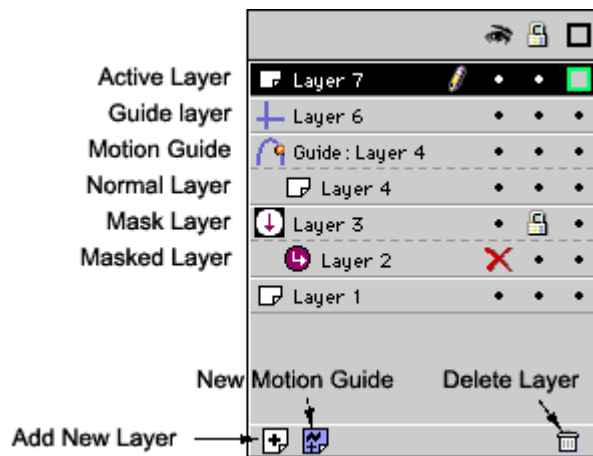 Active Layer Layer 7
Guide layer Layer 6
Motion Guide Guide: Layer 4
Normal Layer Layer 4
Mask Layer Layer 3
Masked Layer Layer 2
Layer 1
New Motion Guide Delete Layer
Add New Layer